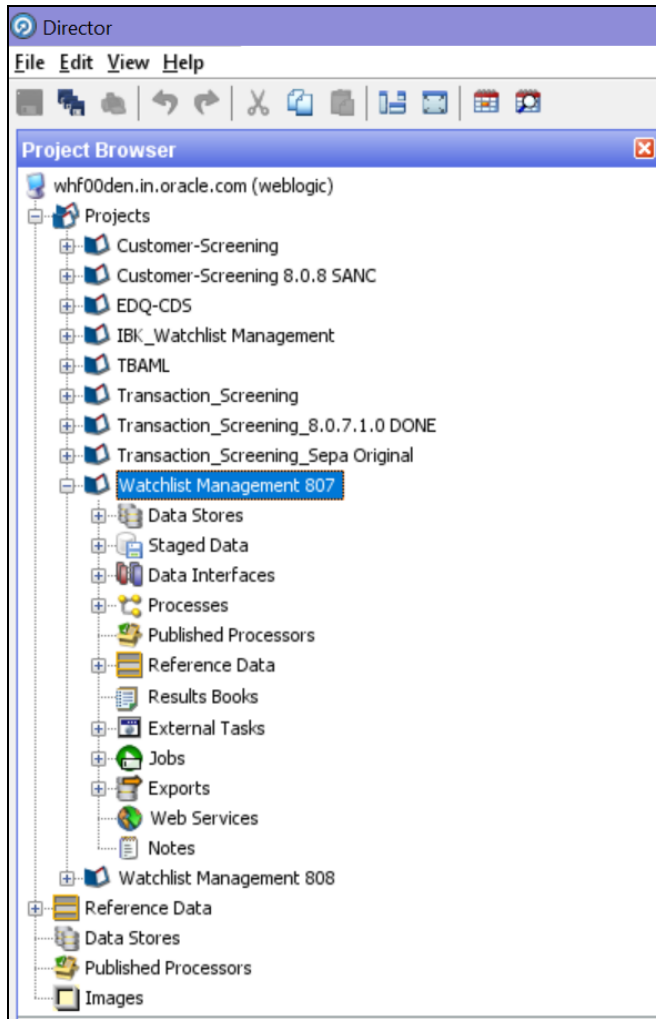 Director
File Edit View Help
Project Browser
whf00den.in.oracle.com (weblogic)
Projects
Customer-Screening
Customer-Screening 8.0.8 SANC
EDQ-CDS
IBK_Watchlist Management
TBAML
Transaction_Screening
Transaction_Screening_8.0.7.1.0 DONE
Transaction_Screening_Sepa Original
Watchlist Management 807
Data Stores
Staged Data
Data Interfaces
Processes
Published Processors
Reference Data
Results Books
External Tasks
Jobs
Exports
Web Services
Notes
Watchlist Management 808
Reference Data
Data Stores
Published Processors
Images